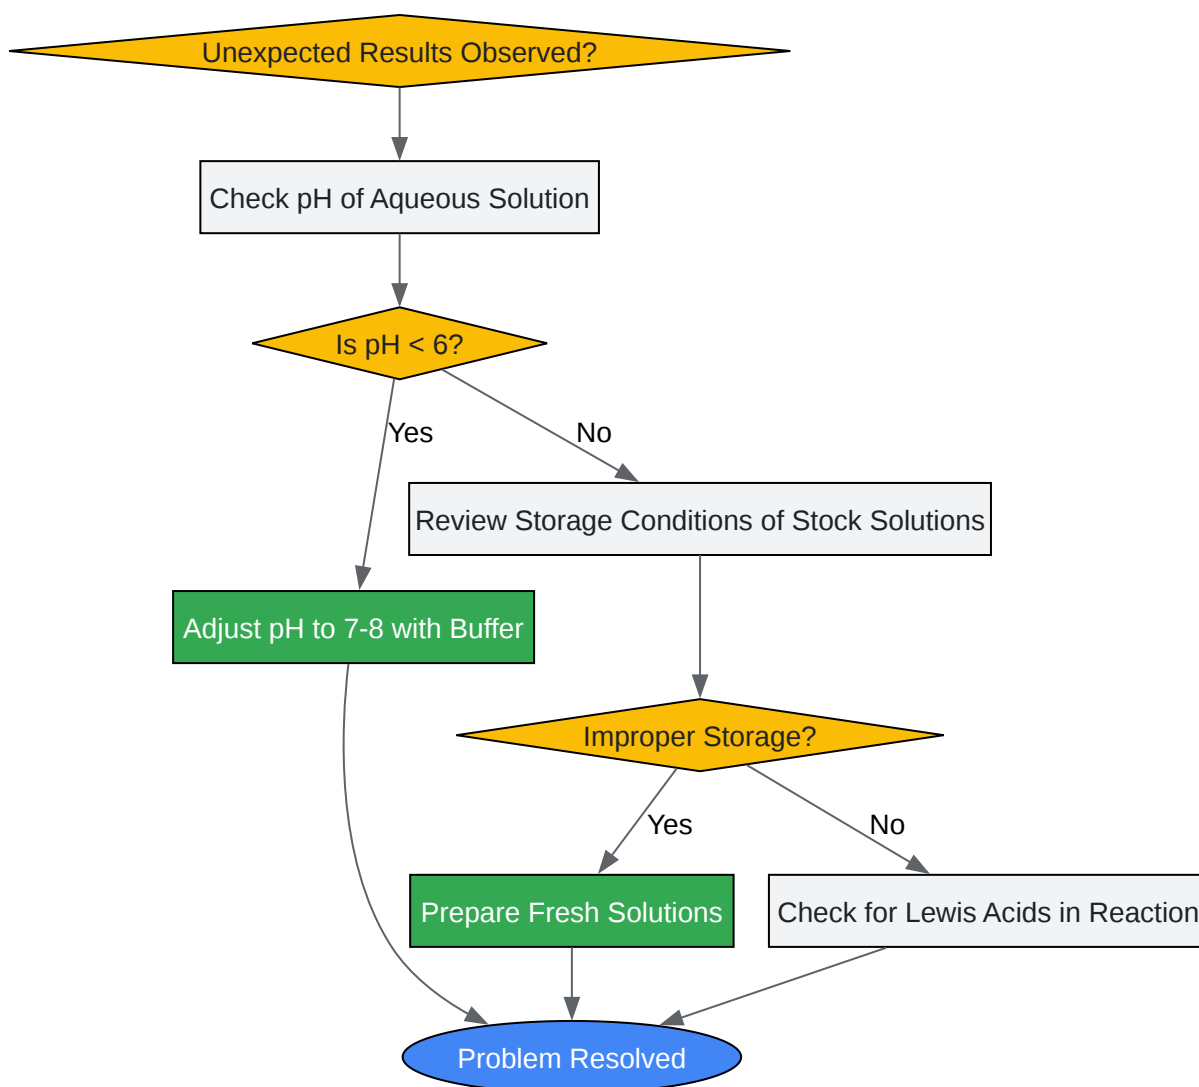 Unexpected Results Observed?
Check pH of Aqueous Solution
Is pH < 6?
Yes
No
Review Storage Conditions of Stock Solutions
Adjust pH to 7-8 with Buffer
Improper Storage?
Yes
No
Prepare Fresh Solutions
Check for Lewis Acids in Reaction
Problem Resolved